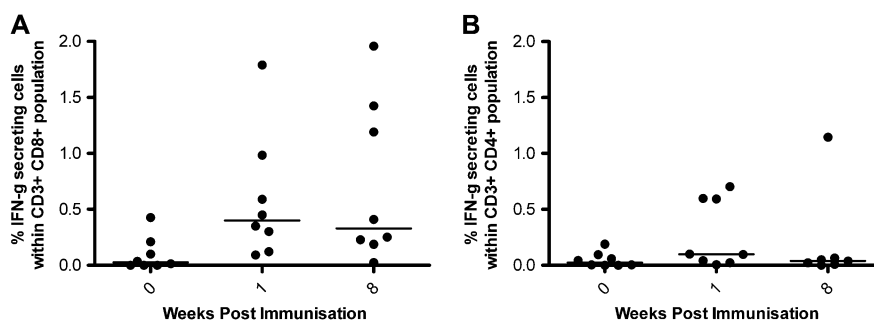 A
% IFN-g secreting cells
within CD3+ CD8+ population
2.0
1.5
1.0
0.5
0.0
0
1
8
Weeks Post Immunisation
B
% IFN-g secreting cells
within CD3+ CD4+ population
2.0
1.5
1.0
0.5
0.0
0
1
8
Weeks Post Immunisation